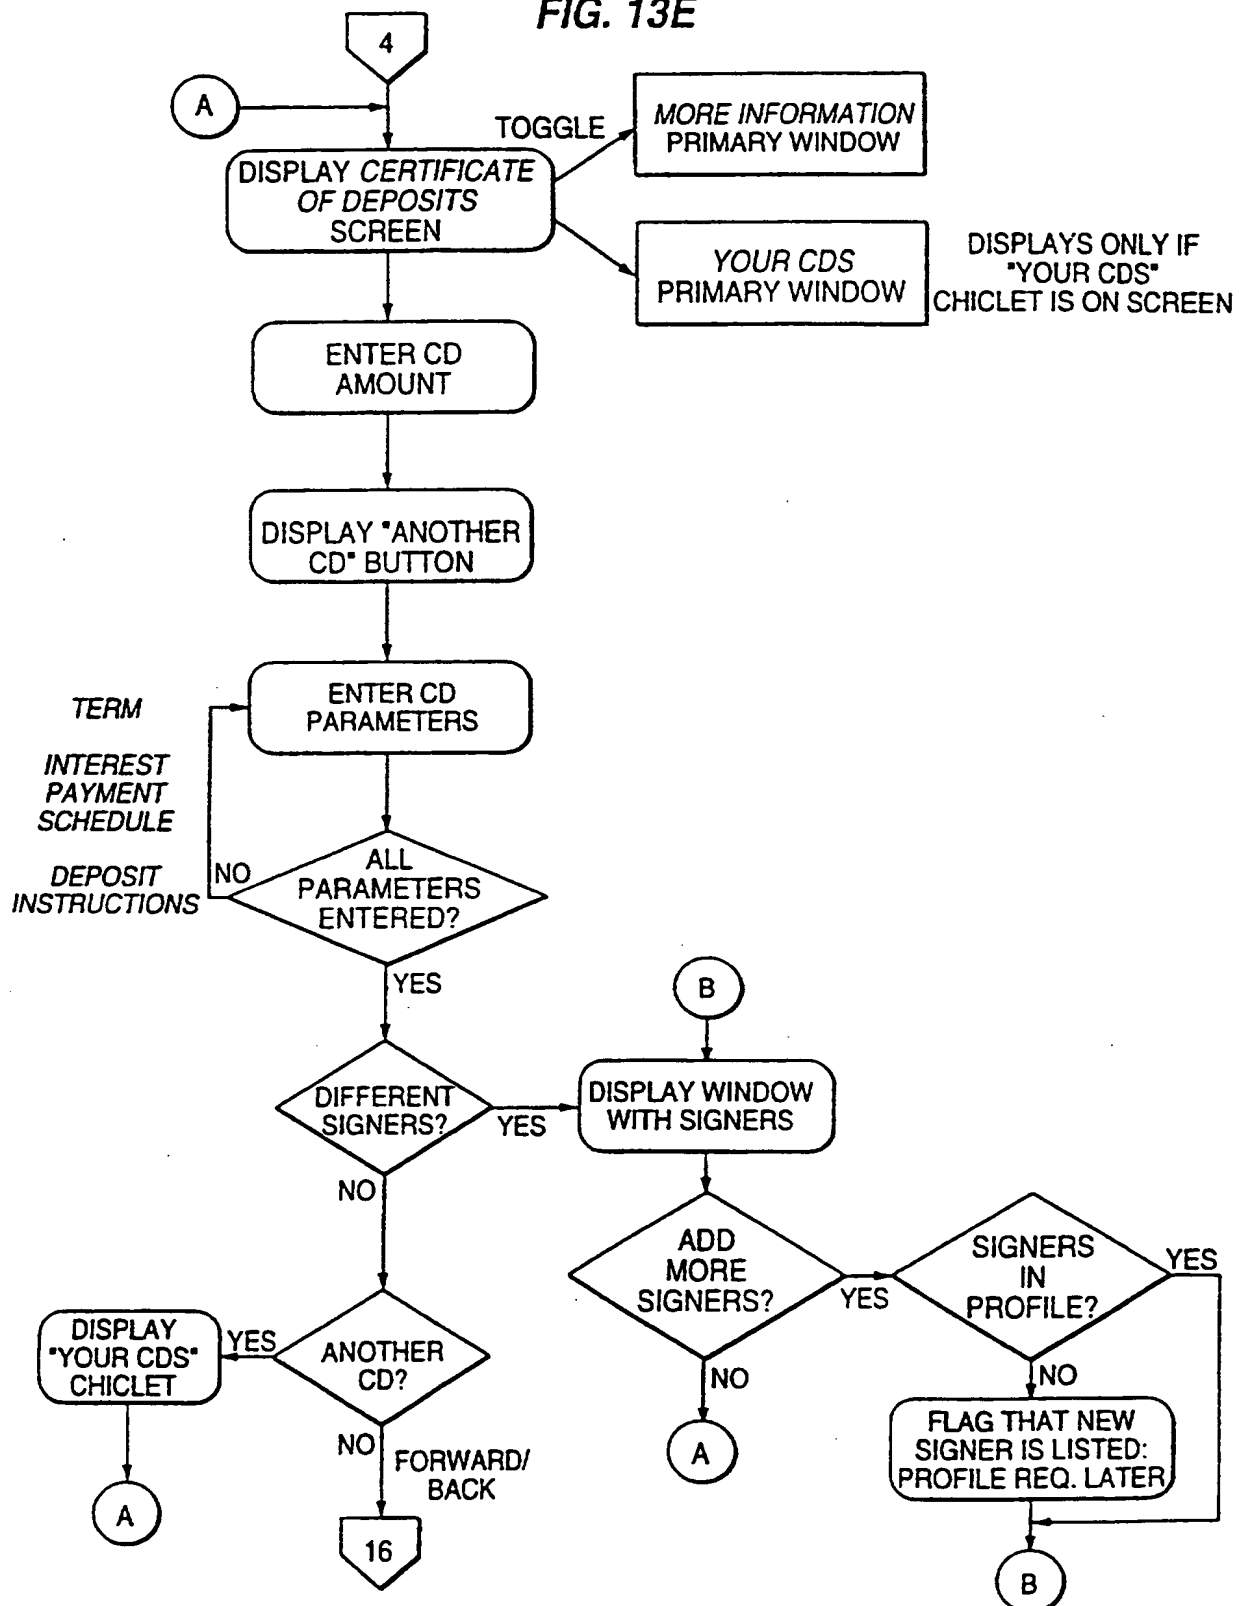 FIG. 13E
4
A
TOGGLE
MORE INFORMATION
PRIMARY WINDOW
DISPLAY CERTIFICATE
OF DEPOSITS
SCREEN
YOUR CDS
PRIMARY WINDOW
DISPLAYS ONLY IF
"YOUR CDS"
CHICLET IS ON SCREEN
ENTER CD
AMOUNT
DISPLAY "ANOTHER
CD" BUTTON
ENTER CD
PARAMETERS
TERM
INTEREST
PAYMENT
SCHEDULE
DEPOSIT
INSTRUCTIONS
NO
ALL
PARAMETERS
ENTERED?
YES
B
DIFFERENT
SIGNERS?
YES
DISPLAY WINDOW
WITH SIGNERS
NO
ADD
MORE
SIGNERS?
YES
SIGNERS
IN
PROFILE?
YES
DISPLAY
"YOUR CDS"
CHICLET
YES
ANOTHER
CD?
NO
NO
A
FLAG THAT NEW
SIGNER IS LISTED:
PROFILE REQ. LATER
NO
FORWARD/
BACK
A
16
B